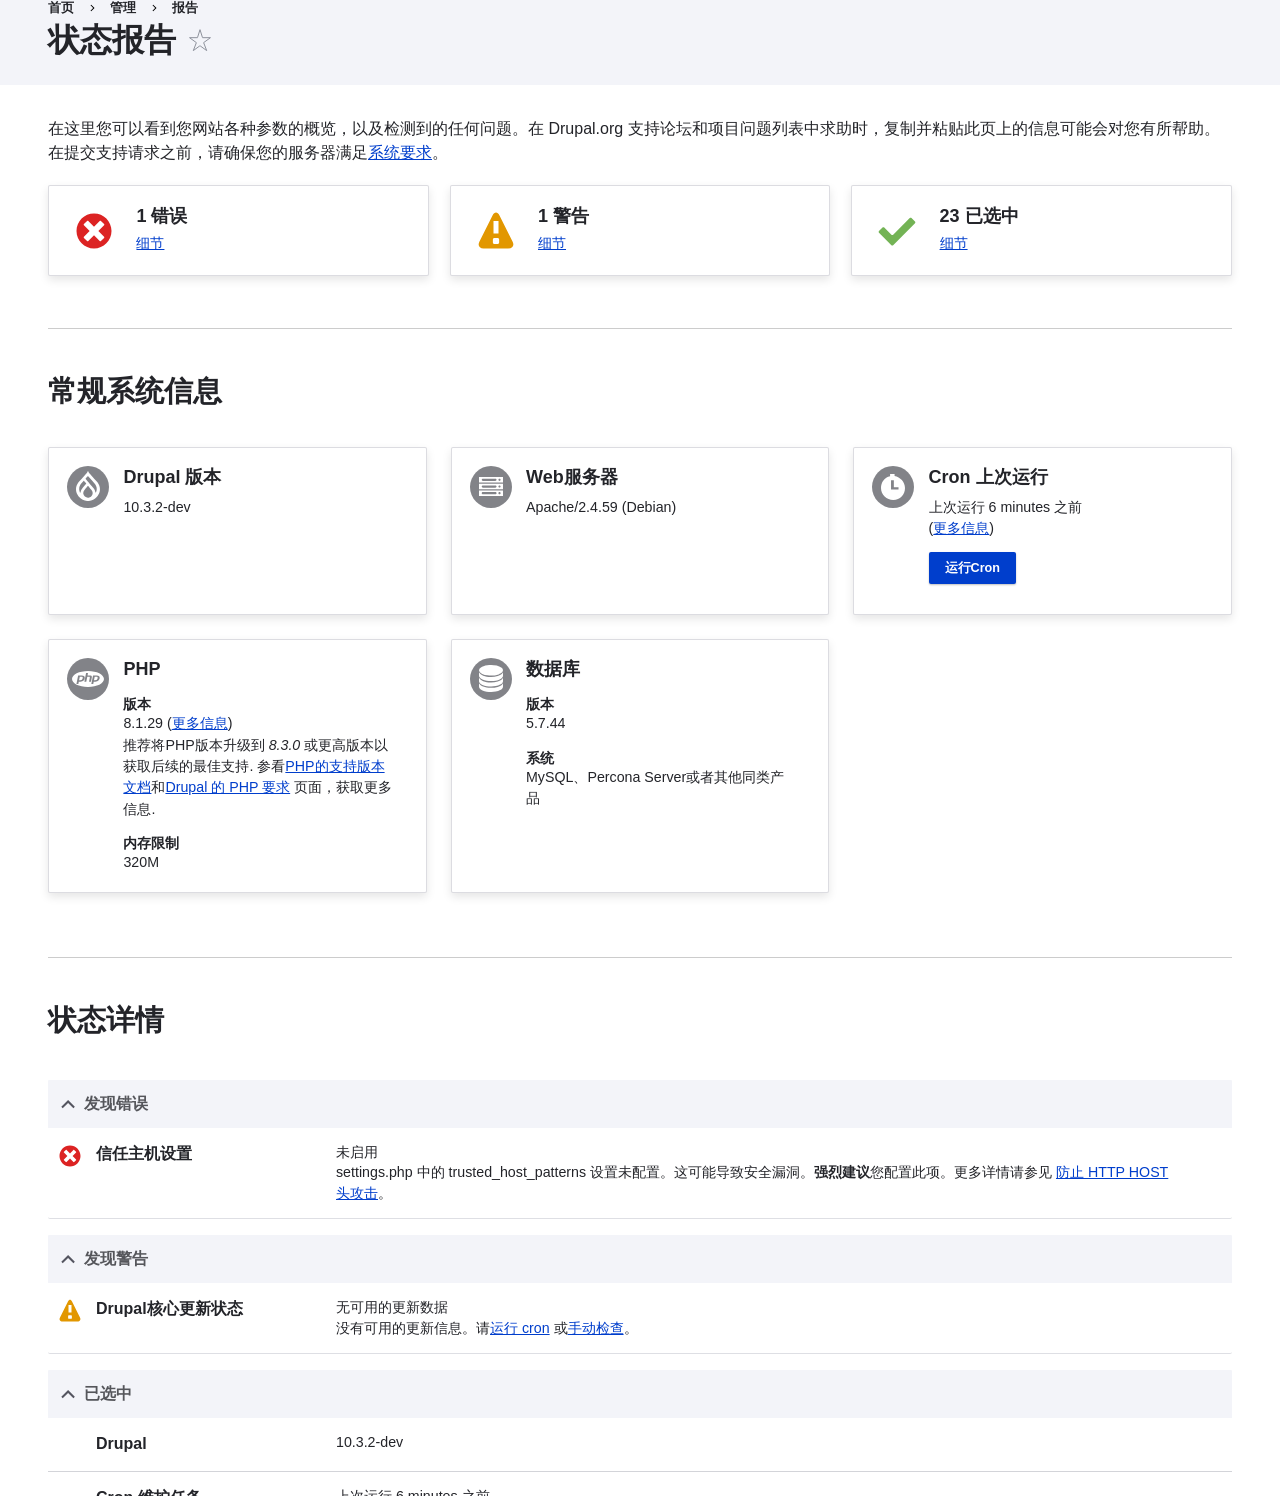 首页 › 管理 › 报告
状态报告
在这里您可以看到您网站各种参数的概览，以及检测到的任何问题。在 Drupal.org 支持论坛和项目问题列表中求助时，复制并粘贴此页上的信息可能会对您有所帮助。
在提交支持请求之前，请确保您的服务器满足系统要求。
1 错误
细节
1 警告
细节
23 已选中
细节
常规系统信息
Drupal 版本
10.3.2-dev
Web服务器
Apache/2.4.59 (Debian)
Cron 上次运行
上次运行 6 minutes 之前
(更多信息)
运行Cron
PHP
版本
8.1.29 (更多信息)
推荐将PHP版本升级到 8.3.0 或更高版本以
获取后续的最佳支持. 参看PHP的支持版本
文档和Drupal 的 PHP 要求 页面，获取更多
信息.
内存限制
320M
数据库
版本
5.7.44
系统
MySQL、Percona Server或者其他同类产
品
状态详情
发现错误
信任主机设置
未启用
settings.php 中的 trusted_host_patterns 设置未配置。这可能导致安全漏洞。强烈建议您配置此项。更多详情请参见 防止 HTTP HOST
头攻击。
发现警告
Drupal核心更新状态
无可用的更新数据
没有可用的更新信息。请运行 cron 或手动检查。
已选中
Drupal
10.3.2-dev
Cron 维护任务
上次运行 6 minutes 之前